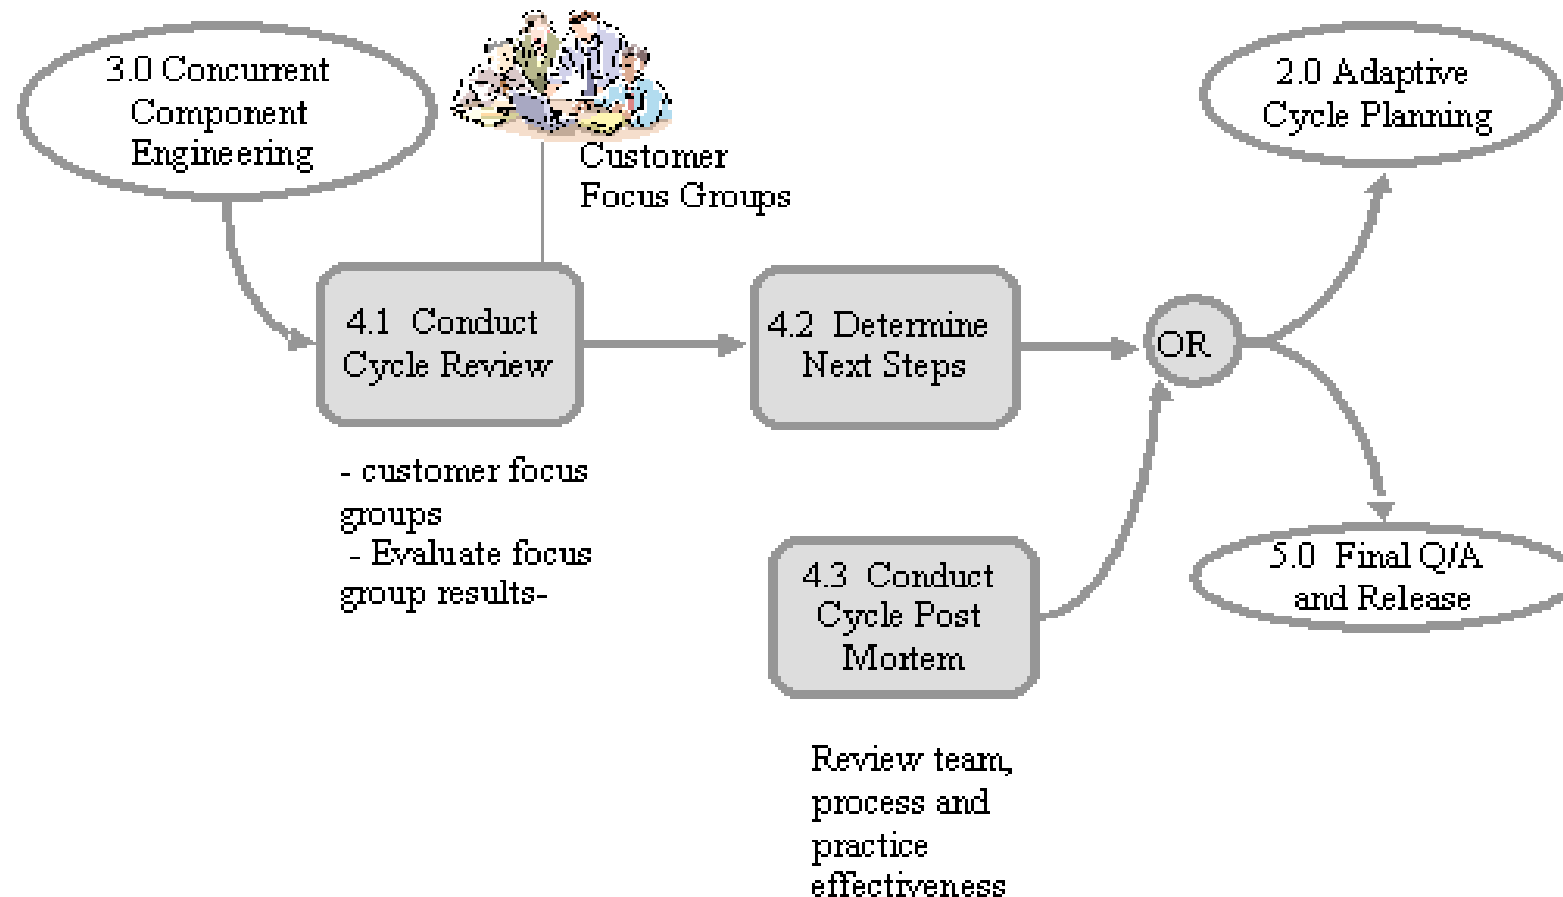 3.0 Concurrent
Component
Engineering
Customer
Focus Groups
2.0 Adaptive
Cycle Planning
4.1 Conduct
Cycle Review
4.2 Determine
Next Steps
OR
- customer focus
groups
- Evaluate focus
group results-
4.3 Conduct
Cycle Post
Mortem
5.0 Final Q/A
and Release
Review team,
process and
practice
effectiveness